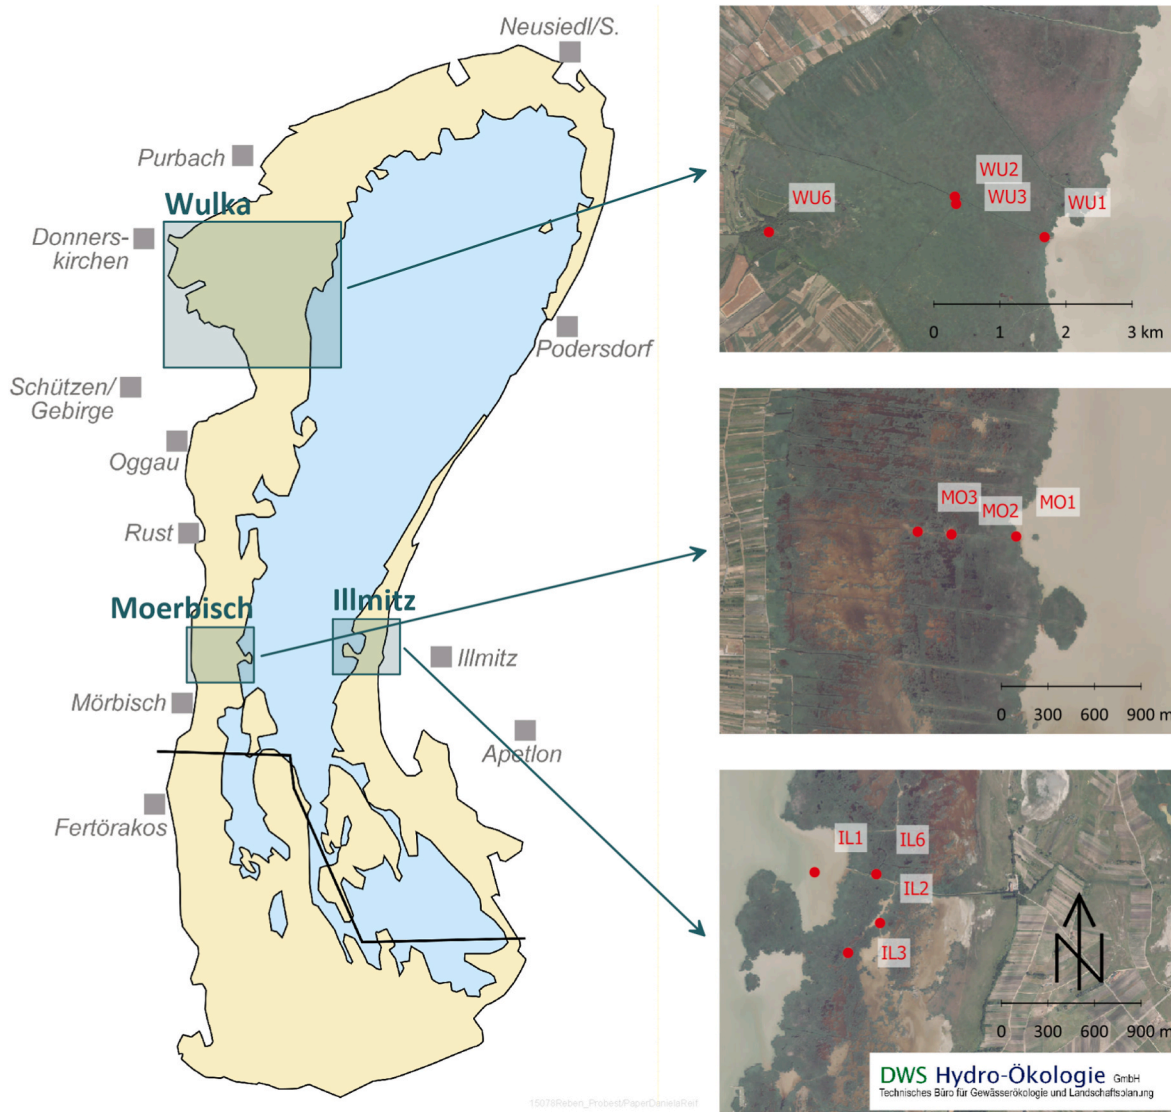 Neusiedl/S.
Purbach
Wulka
Donners-
kirchen
Podersdorf
Schützen/
Gebirge
Oggau
Rust
Moerbisch
Illmitz
Illmitz
Mörbisch
Apetlon
Fertörakos
15076Reben_Probest/PaperDanielaReif
WU2
WU6
WU3
WU1
0 1 2 3 km
MO3
MO2
MO1
0 300 600 900 m
IL1
IL6
IL2
IL3
N
0 300 600 900 m
DWS Hydro-Ökologie GmbH
Technisches Büro für Gewässerökologie und Landschaftsplanung